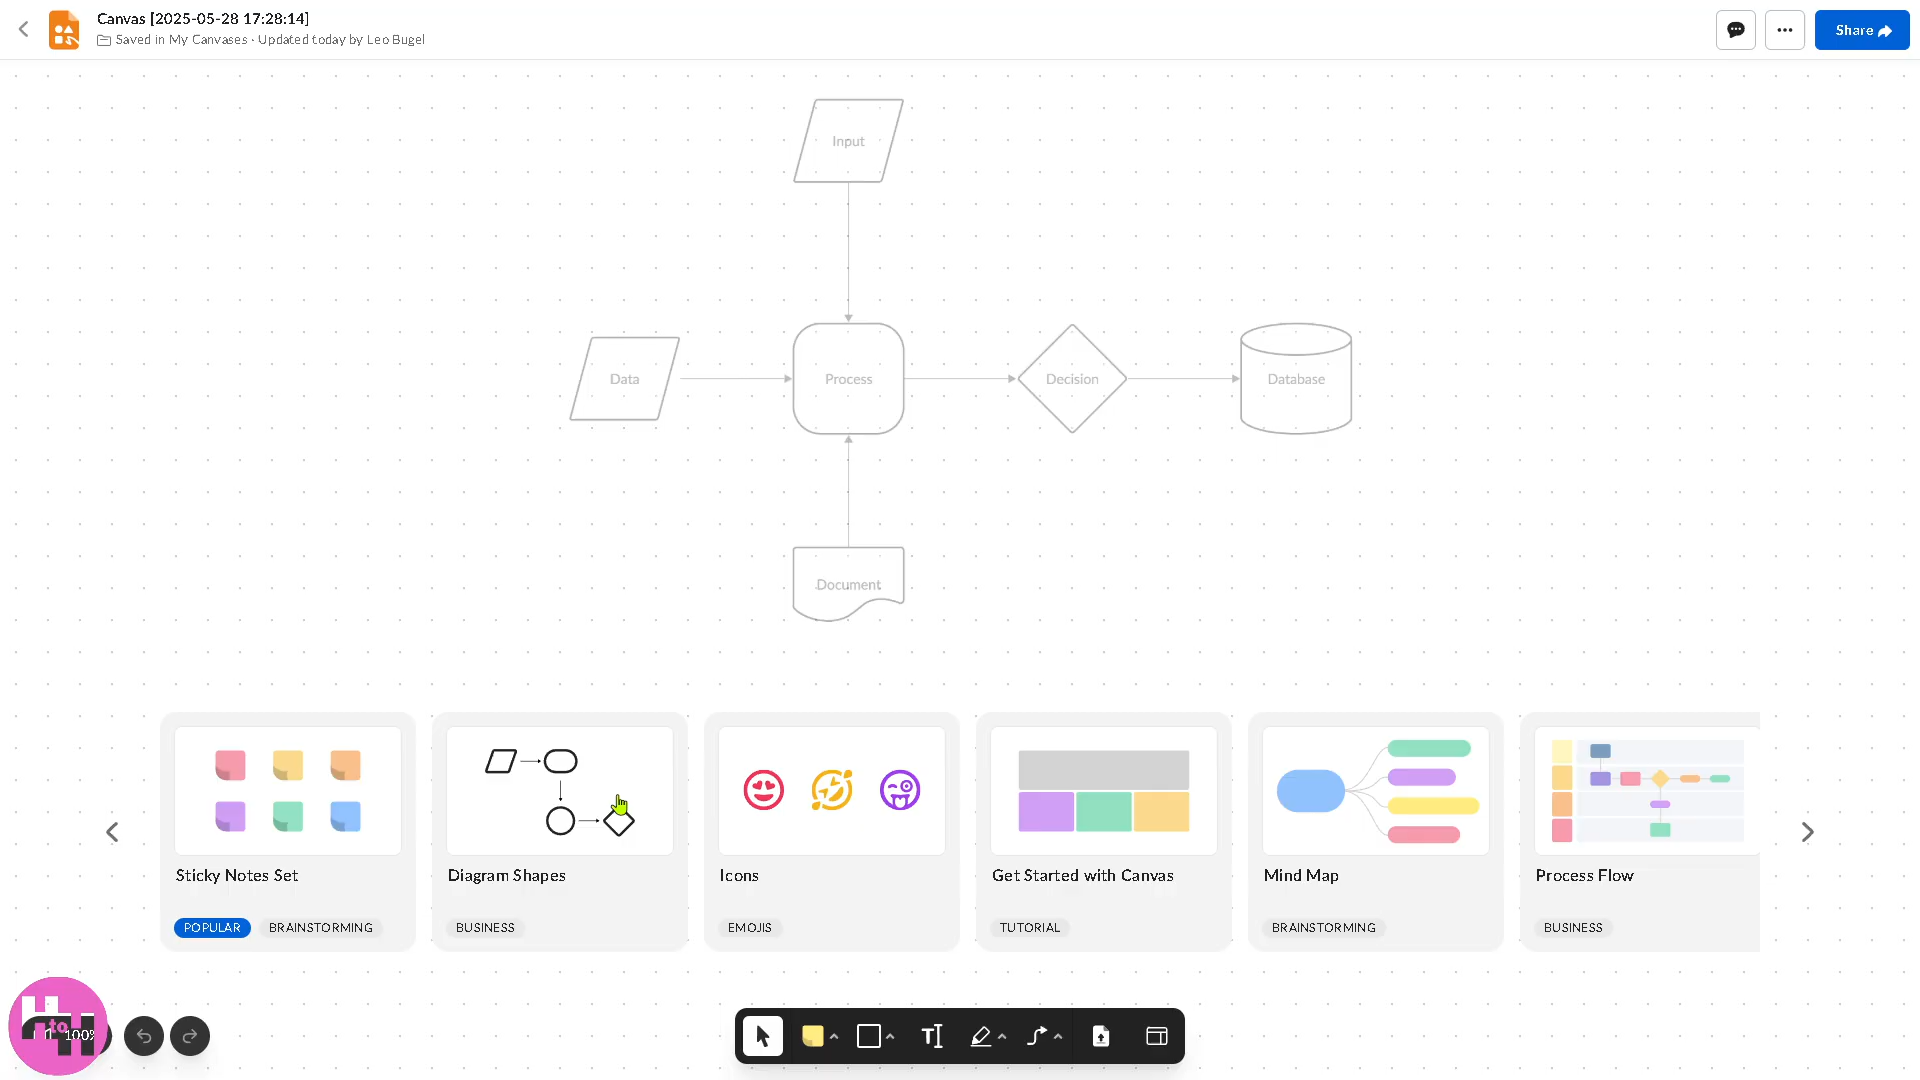 Canvas [2025-05-28 17:28:14]
Saved in My Canvases · Updated today by Leo Bugel
Share
Input
Data
Process
Decision
Database
Document
Sticky Notes Set
Diagram Shapes
Icons
Get Started with Canvas
Mind Map
Process Flow
POPULAR
BRAINSTORMING
BUSINESS
EMOJIS
TUTORIAL
BRAINSTORMING
BUSINESS
H
to
H
100%
T